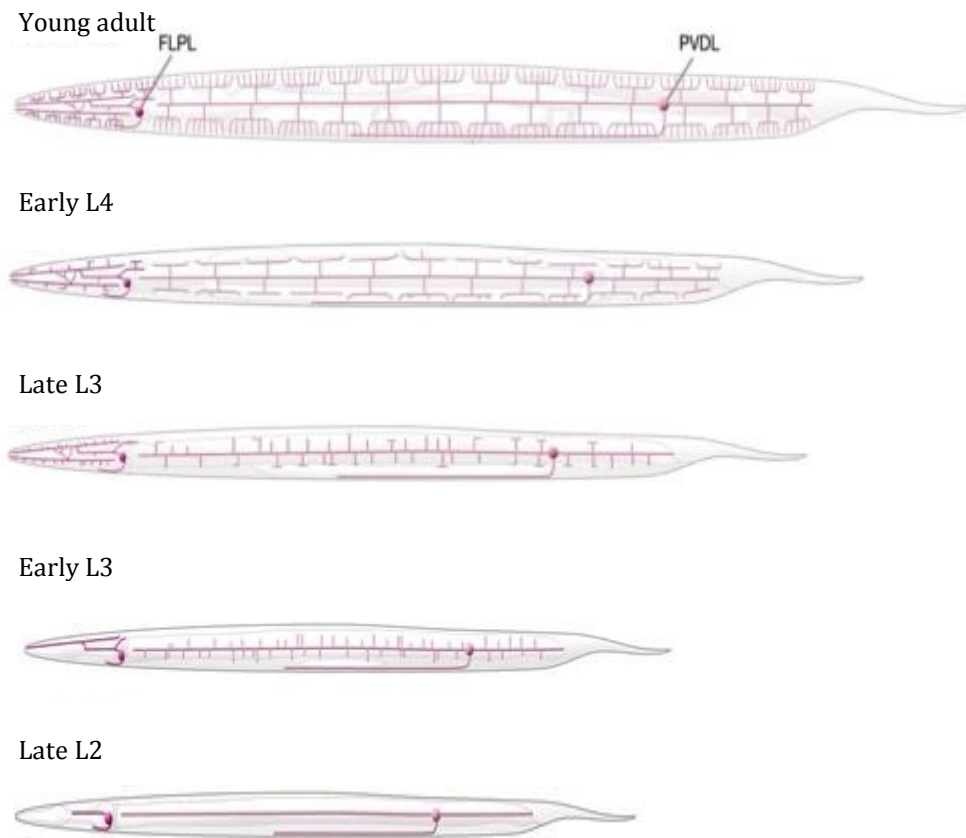 Young adult
FLPL
PVDL
Early L4
Late L3
Early L3
Late L2